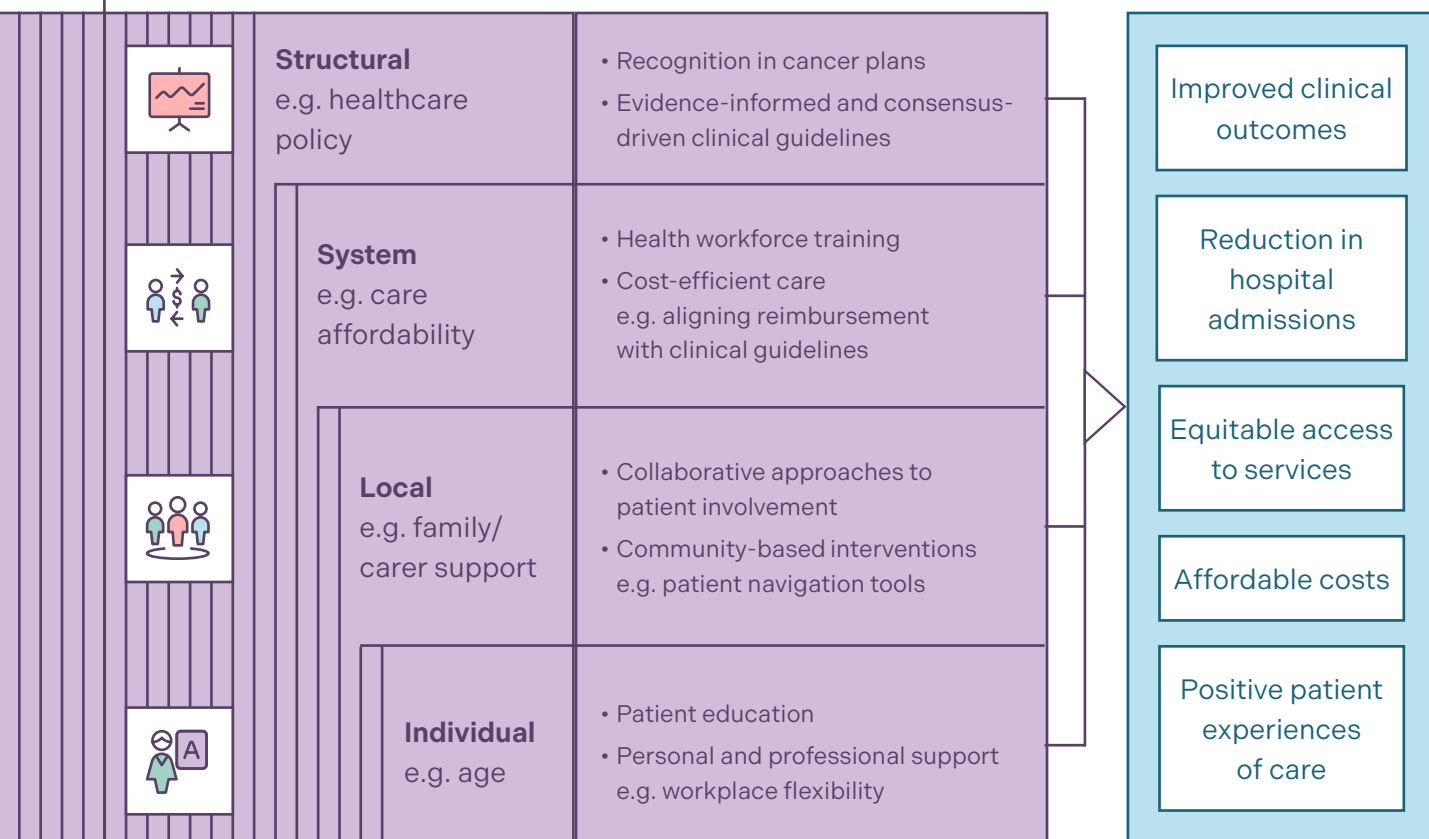 Structural
e.g. healthcare
policy
• Recognition in cancer plans
• Evidence-informed and consensus-
driven clinical guidelines
System
e.g. care
affordability
• Health workforce training
• Cost-efficient care
e.g. aligning reimbursement
with clinical guidelines
$
Local
e.g. family/
carer support
• Collaborative approaches to
patient involvement
• Community-based interventions
e.g. patient navigation tools
Individual
e.g. age
• Patient education
• Personal and professional support
e.g. workplace flexibility
A
Improved clinical
outcomes
Reduction in
hospital
admissions
Equitable access
to services
Affordable costs
Positive patient
experiences
of care